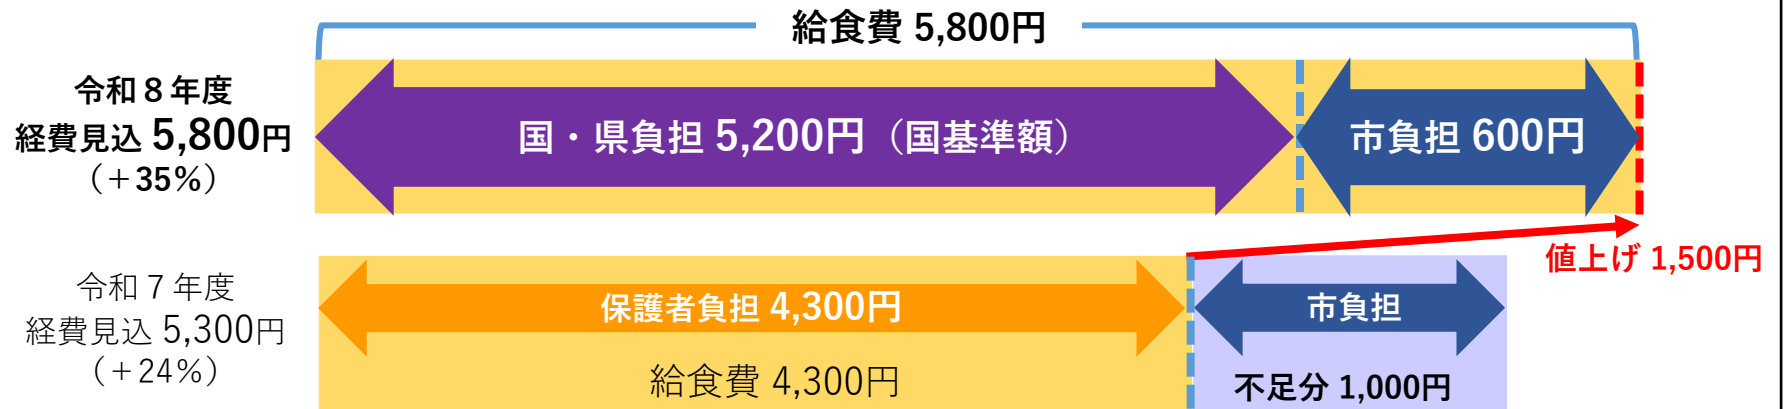 給食費 5,800円
令和８年度
経費見込 5,800円
（＋35%）
国・県負担 5,200円（国基準額）
市負担 600円
値上げ 1,500円
令和７年度
経費見込 5,300円
（＋24%）
保護者負担 4,300円
市負担
給食費 4,300円
不足分 1,000円